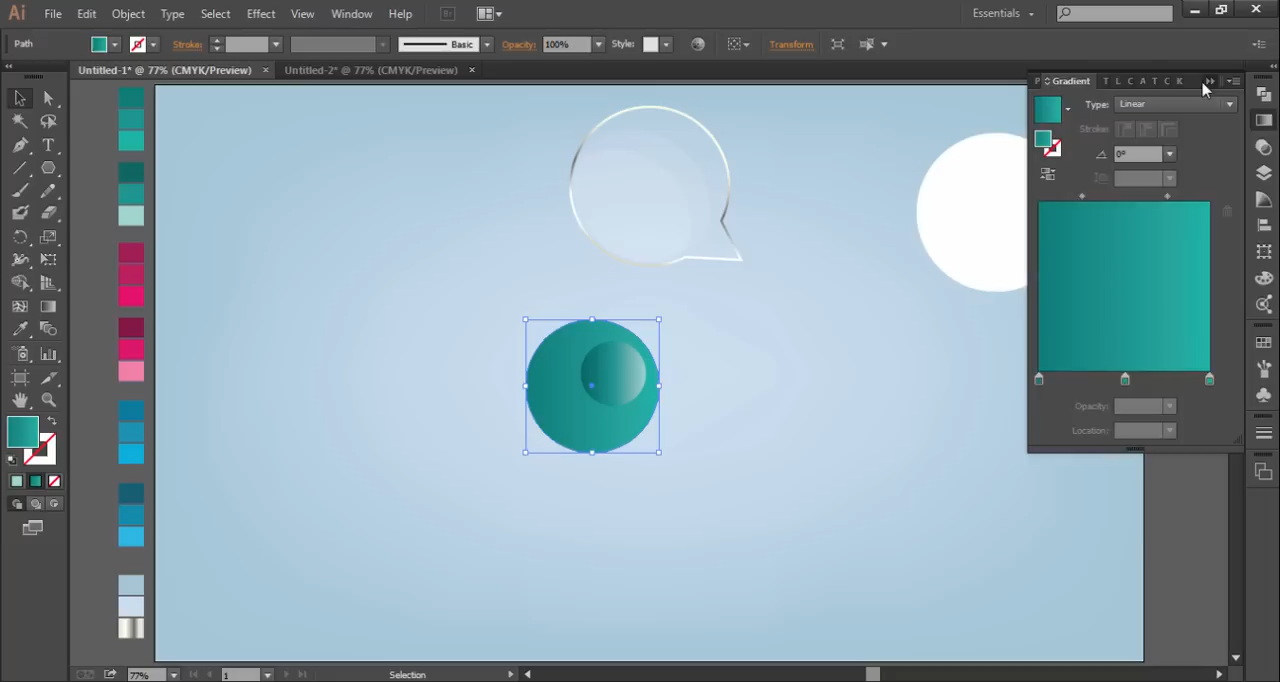 Ai File Edit Object Type Select Effect View Window Help Br Essentials
Path Stroke: Basic Opacity: 100% Style: Transform
Untitled-1* @ 77% (CMYK/Preview) × Untitled-2* @ 77% (CMYK/Preview) ×
P Gradient T L C A T C K
Type: Linear
Stroke:
0°
Opacity:
Location:
77% 1 Selection